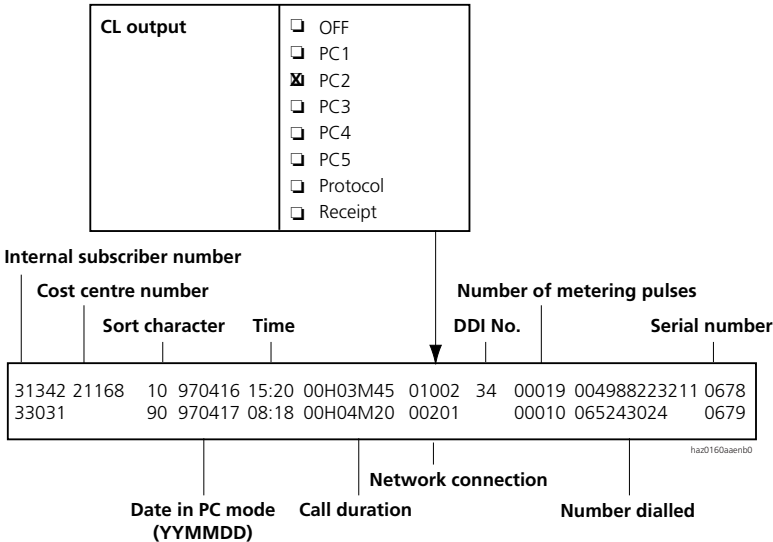 CL output
OFF
PC1
X PC2
PC3
PC4
PC5
Protocol
Receipt
Internal subscriber number
Cost centre number
Number of metering pulses
Sort character Time DDI No. Serial number
31342 21168 10 970416 15:20 00H03M45 01002 34 00019 004988223211 0678
33031 90 970417 08:18 00H04M20 00201 00010 065243024 0679
haz0160aaenb0
Network connection
Date in PC mode Call duration Number dialled
(YYMMDD)